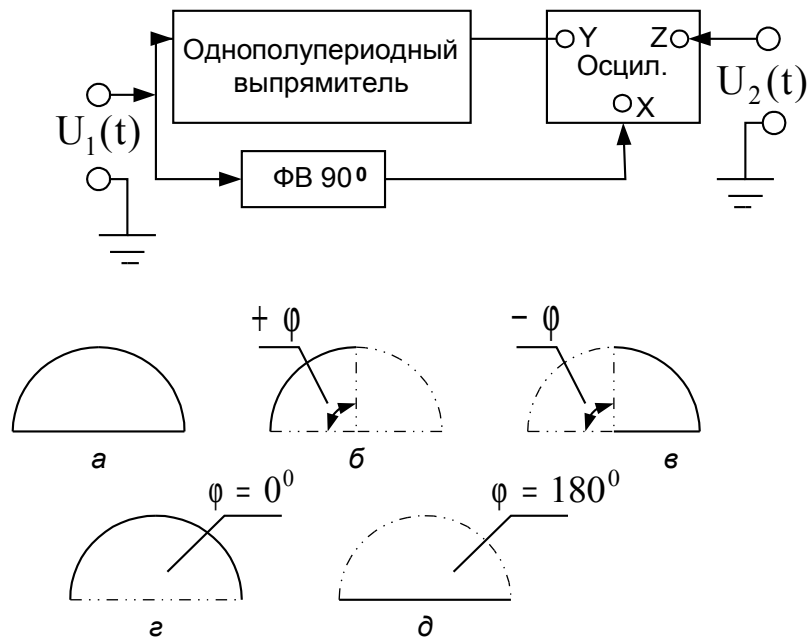 Однополупериодный
выпрямитель
Y
Z
Осцил.
X
U₁(t)
U₂(t)
ФВ 90⁰
+ φ
− φ
а
б
в
φ = 0⁰
φ = 180⁰
г
д